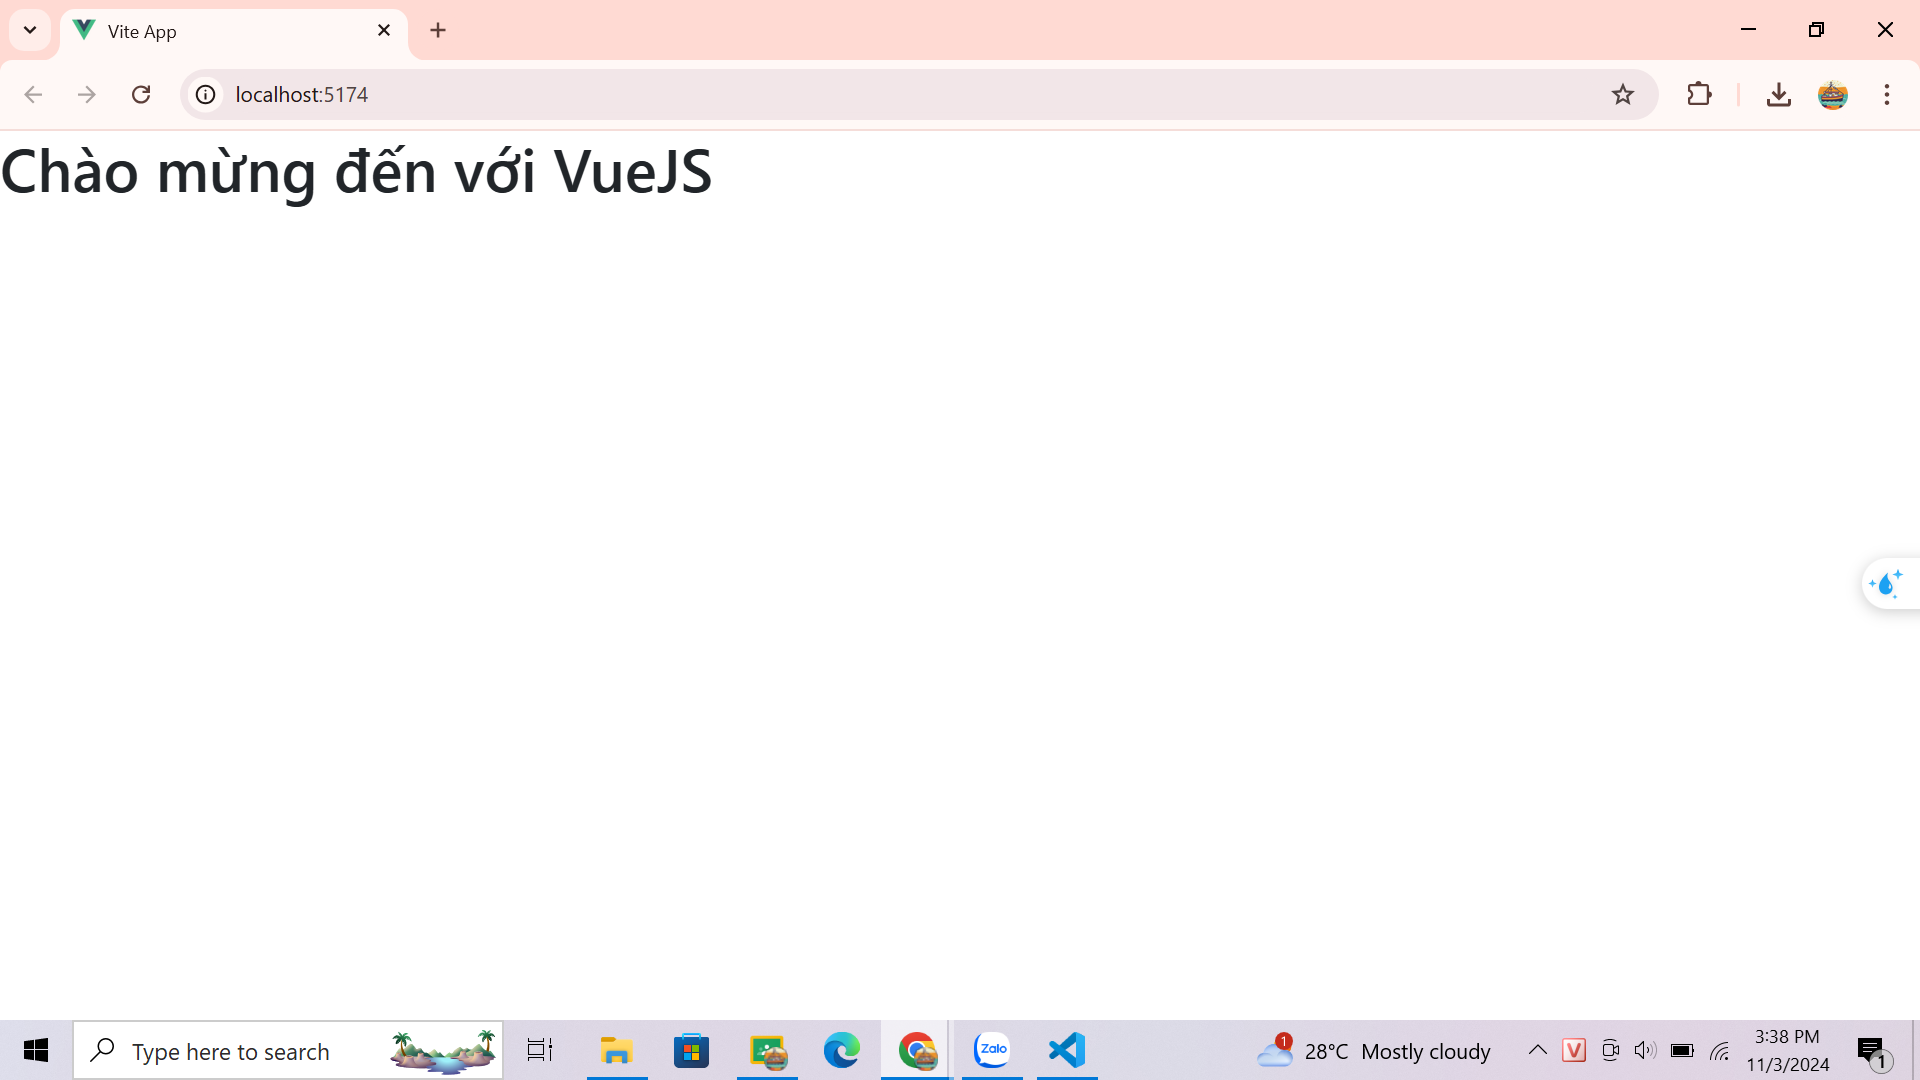 Vite App
localhost:5174
Chào mừng đến với VueJS
Type here to search
Zalo
1
28°C Mostly cloudy
V
3:38 PM
11/3/2024
1